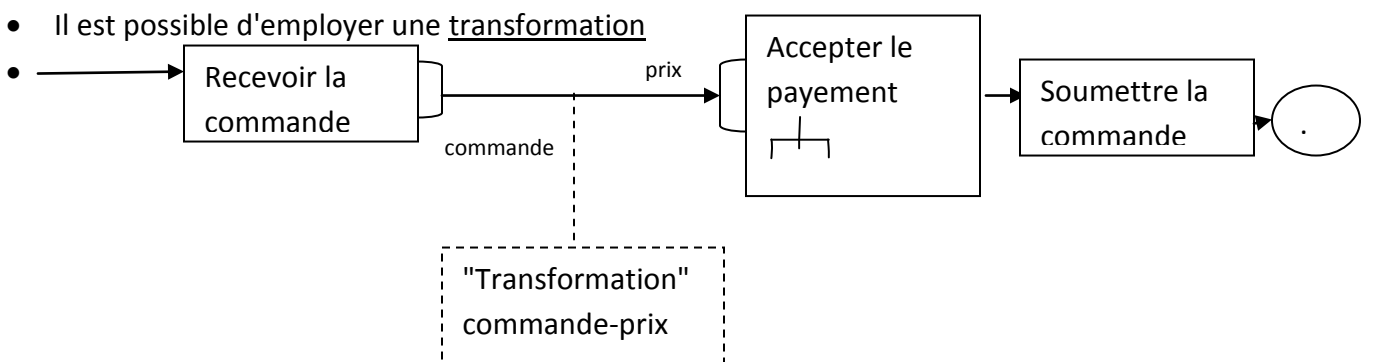 • Il est possible d'employer une transformation
•
Recevoir la
commande
commande
prix
Accepter le
payement
Soumettre la
commande
.
"Transformation"
commande-prix